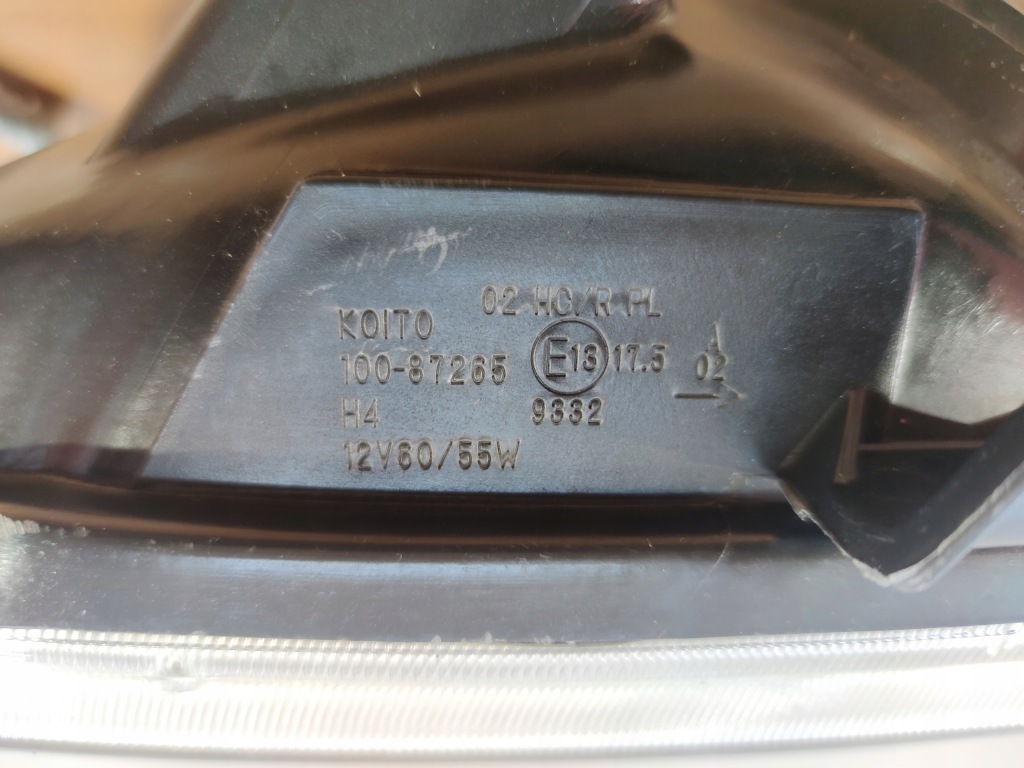 02 HC/R PL
KOITO
100-87265 E13 17.5
A
02
H4 9332
12V60/55W